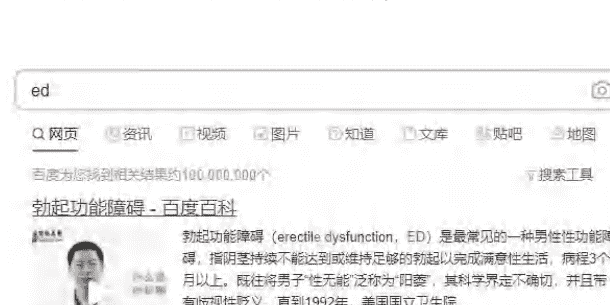 ed
网页 资讯 视频 图片 知道 文库 贴吧 地图
百度为您找到相关结果约100,000,000个 搜索工具
勃起功能障碍 - 百度百科
勃起功能障碍（erectile dysfunction，ED）是最常见的一种男性性功能障
碍，指阴茎持续不能达到或维持足够的勃起以完成满意性生活，病程3个
月以上。既往将男子“性无能”泛称为“阳萎”，其科学界定不确切，并且带
有歧视性贬义，直到1992年，美国国立卫生院